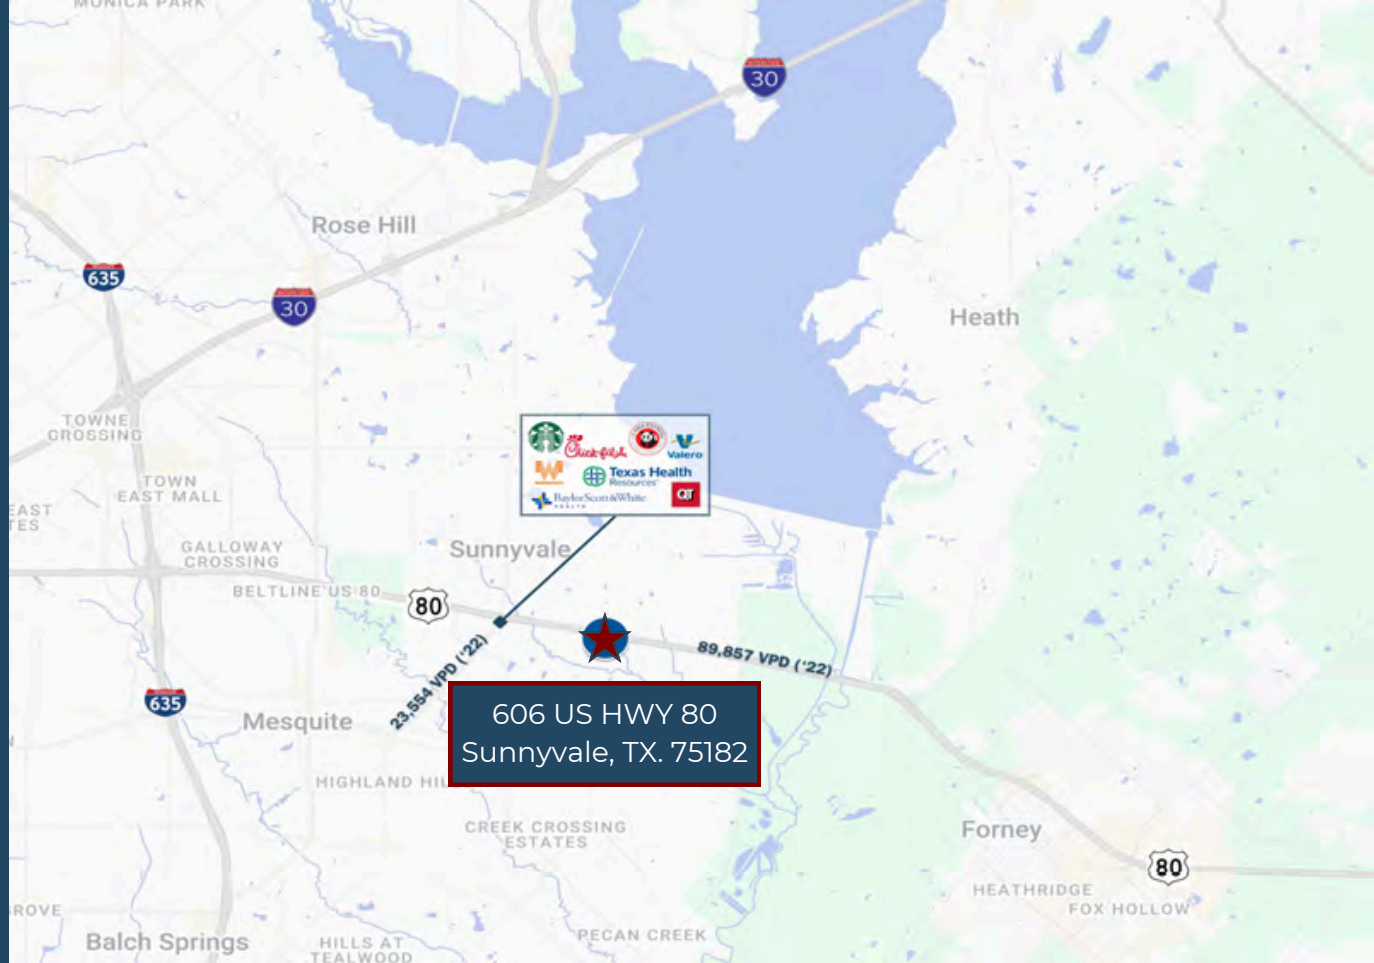 MONICA PARK
30
Rose Hill
635
30
Heath
TOWNE
CROSSING
Chick-fil-A
Valero
W
Texas Health
Resources
BaylorScott&White
HEALTH
QT
TOWN
EAST MALL
EAST
TES
GALLOWAY
CROSSING
Sunnyvale
BELTLINE US 80
80
23,554 VPD ('22)
89,857 VPD ('22)
635
Mesquite
606 US HWY 80
Sunnyvale, TX. 75182
HIGHLAND HIL
CREEK CROSSING
ESTATES
Forney
80
HEATHRIDGE
FOX HOLLOW
GROVE
Balch Springs
HILLS AT
TEALWOOD
PECAN CREEK